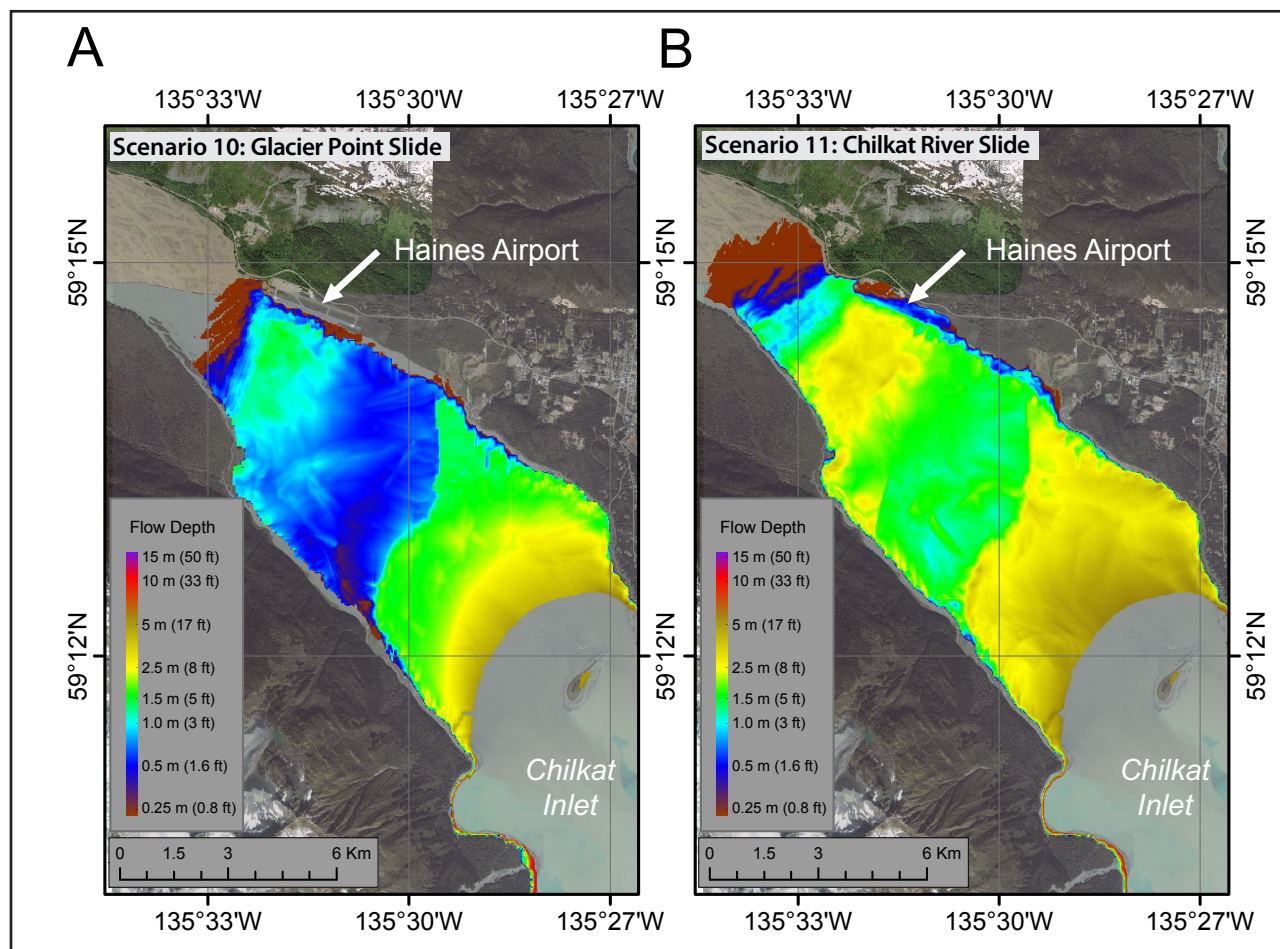 A
B
135°33'W 135°30'W 135°27'W
135°33'W 135°30'W 135°27'W
Scenario 10: Glacier Point Slide
Scenario 11: Chilkat River Slide
59°15'N
Haines Airport
Haines Airport
59°15'N
Flow Depth
15 m (50 ft)
10 m (33 ft)
5 m (17 ft)
2.5 m (8 ft)
1.5 m (5 ft)
1.0 m (3 ft)
0.5 m (1.6 ft)
0.25 m (0.8 ft)
Flow Depth
15 m (50 ft)
10 m (33 ft)
5 m (17 ft)
2.5 m (8 ft)
1.5 m (5 ft)
1.0 m (3 ft)
0.5 m (1.6 ft)
0.25 m (0.8 ft)
59°12'N
59°12'N
Chilkat
Inlet
Chilkat
Inlet
0 1.5 3 6 Km
0 1.5 3 6 Km
135°33'W 135°30'W 135°27'W
135°33'W 135°30'W 135°27'W